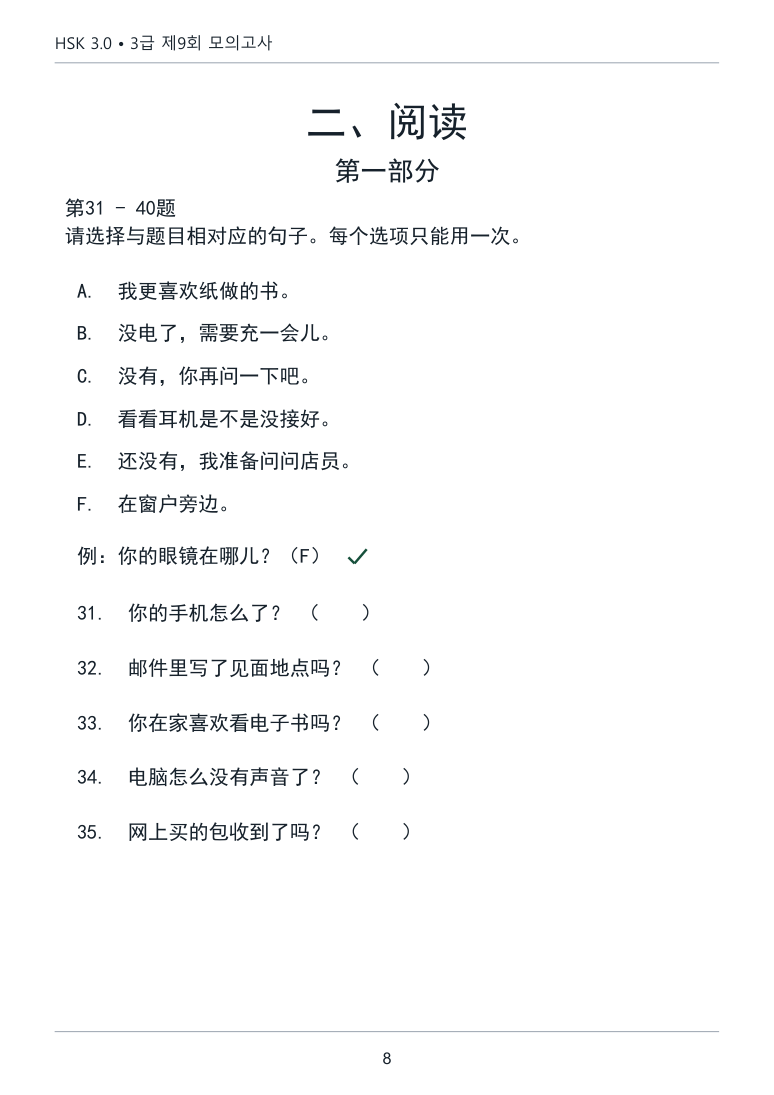 HSK 3.0 • 3급 제9회 모의고사
二、阅读
第一部分
第31 - 40题
请选择与题目相对应的句子。每个选项只能用一次。
A. 我更喜欢纸做的书。
B. 没电了，需要充一会儿。
C. 没有，你再问一下吧。
D. 看看耳机是不是没接好。
E. 还没有，我准备问问店员。
F. 在窗户旁边。
例：你的眼镜在哪儿？（F） ✓
31. 你的手机怎么了？（　　）
32. 邮件里写了见面地点吗？（　　）
33. 你在家喜欢看电子书吗？（　　）
34. 电脑怎么没有声音了？（　　）
35. 网上买的包收到了吗？（　　）
8